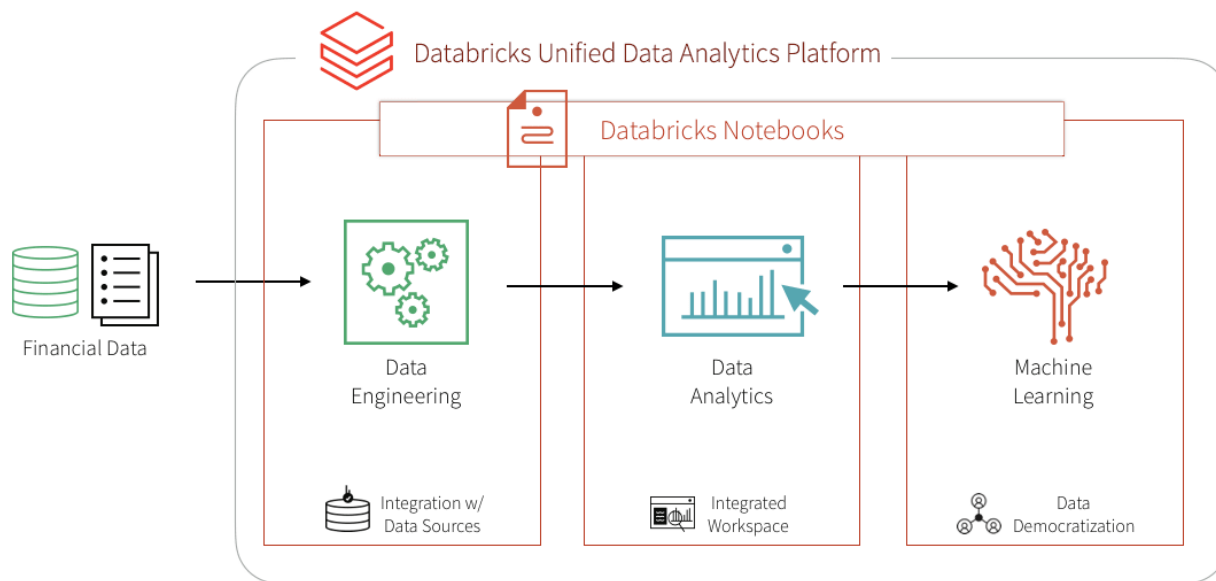 Databricks Unified Data Analytics Platform
Databricks Notebooks
Financial Data
Data
Engineering
Data
Analytics
Machine
Learning
Integration w/
Data Sources
Integrated
Workspace
Data
Democratization